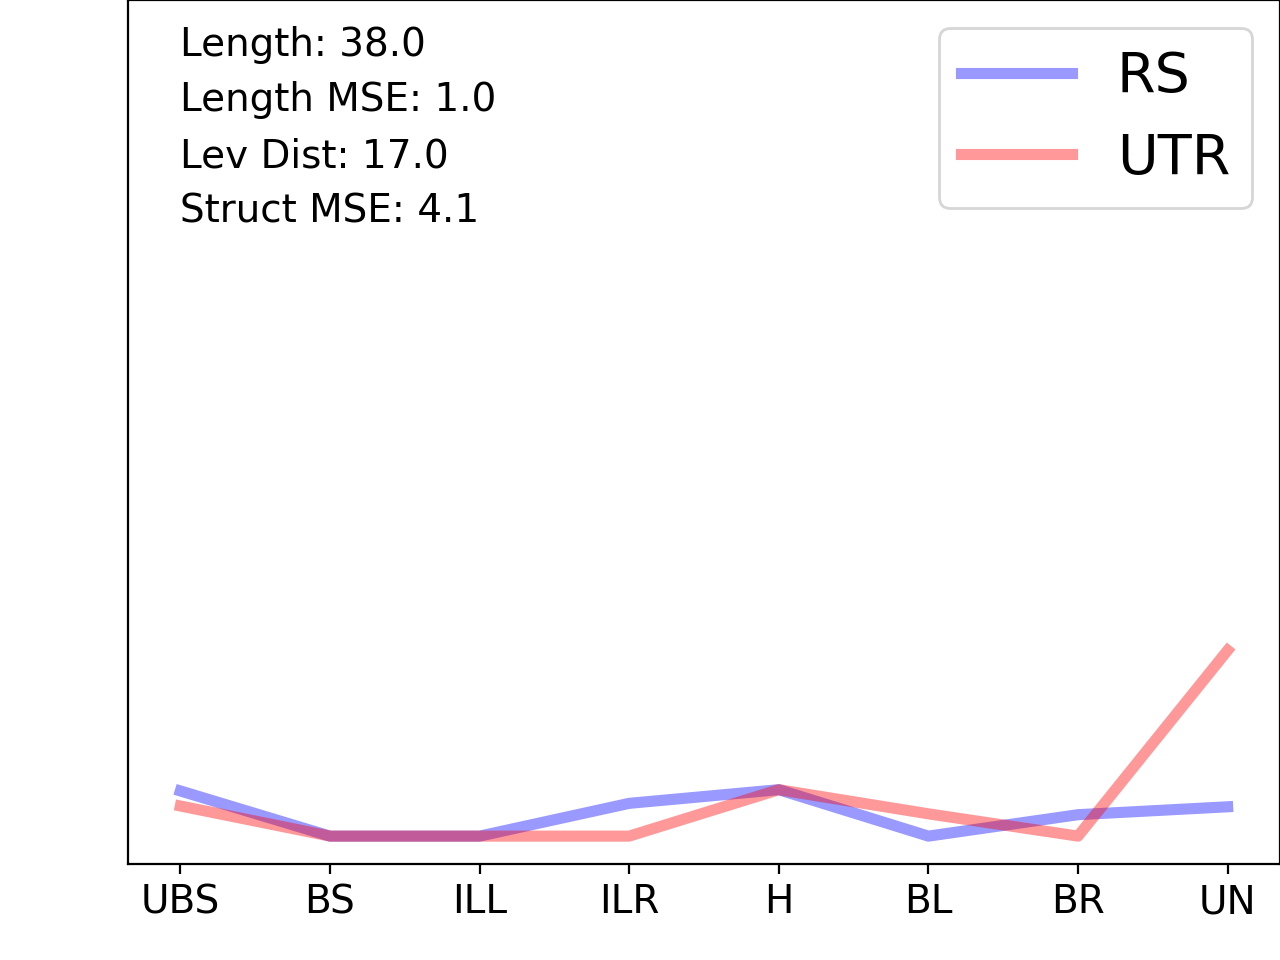 Length: 38.0
Length MSE: 1.0
Lev Dist: 17.0
Struct MSE: 4.1
RS
UTR
UBS BS ILL ILR H BL BR UN